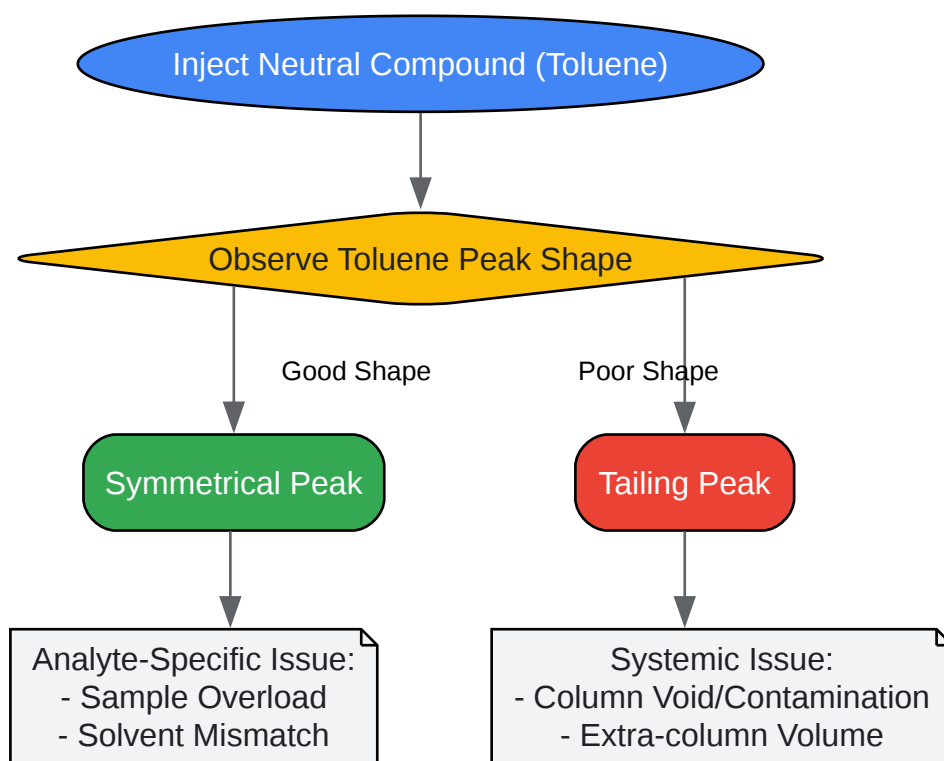 Inject Neutral Compound (Toluene)
Observe Toluene Peak Shape
Good Shape
Poor Shape
Symmetrical Peak
Tailing Peak
Analyte-Specific Issue:
- Sample Overload
- Solvent Mismatch
Systemic Issue:
- Column Void/Contamination
- Extra-column Volume